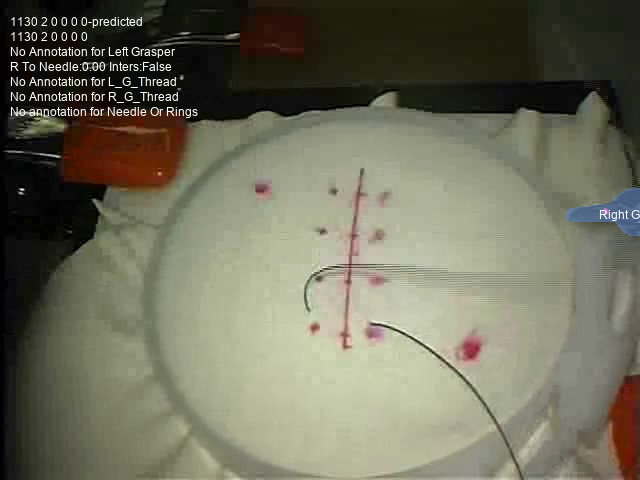 1130 2 0 0 0 0-predicted
1130 2 0 0 0 0
No Annotation for Left Grasper
R To Needle:0.00 Inters:False
No Annotation for L_G_Thread
No Annotation for R_G_Thread
No annotation for Needle Or Rings
Right G